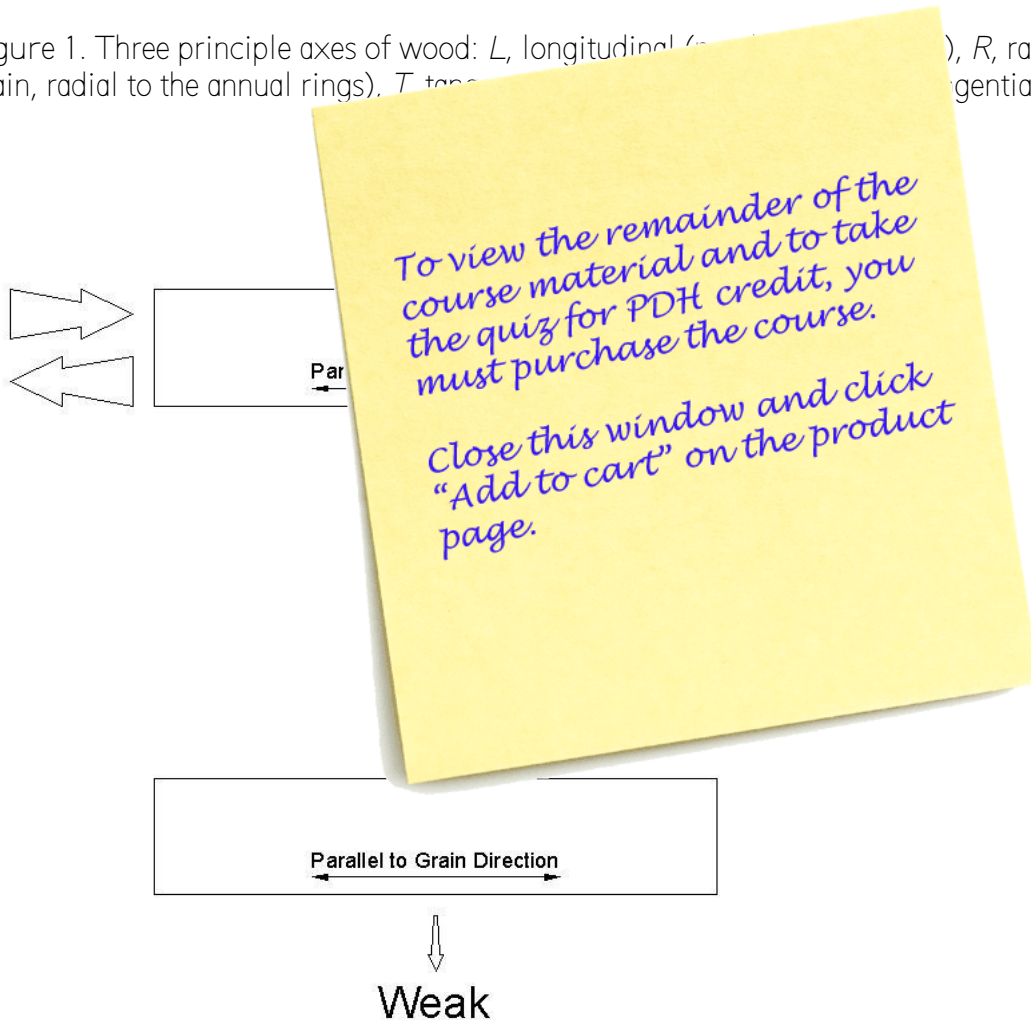 gure 1. Three principle axes of wood: L, longitudinal ), R, ra
ain, radial to the annual rings), T gentia
To view the remainder of the
course material and to take
the quiz for PDH credit, you
must purchase the course.
Close this window and click
“Add to cart” on the product
page.
Par
Parallel to Grain Direction
Weak